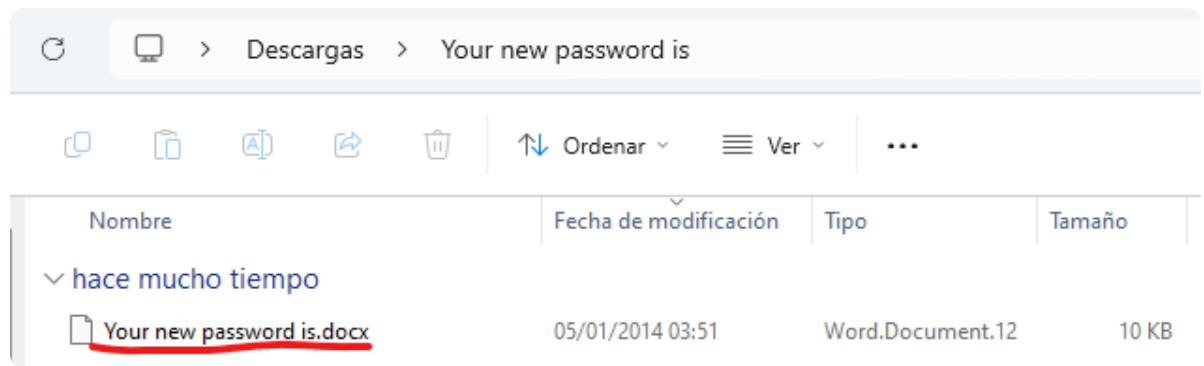 Descargas > Your new password is
Ordenar Ver ...
Nombre Fecha de modificación Tipo Tamaño
hace mucho tiempo
Your new password is.docx 05/01/2014 03:51 Word.Document.12 10 KB